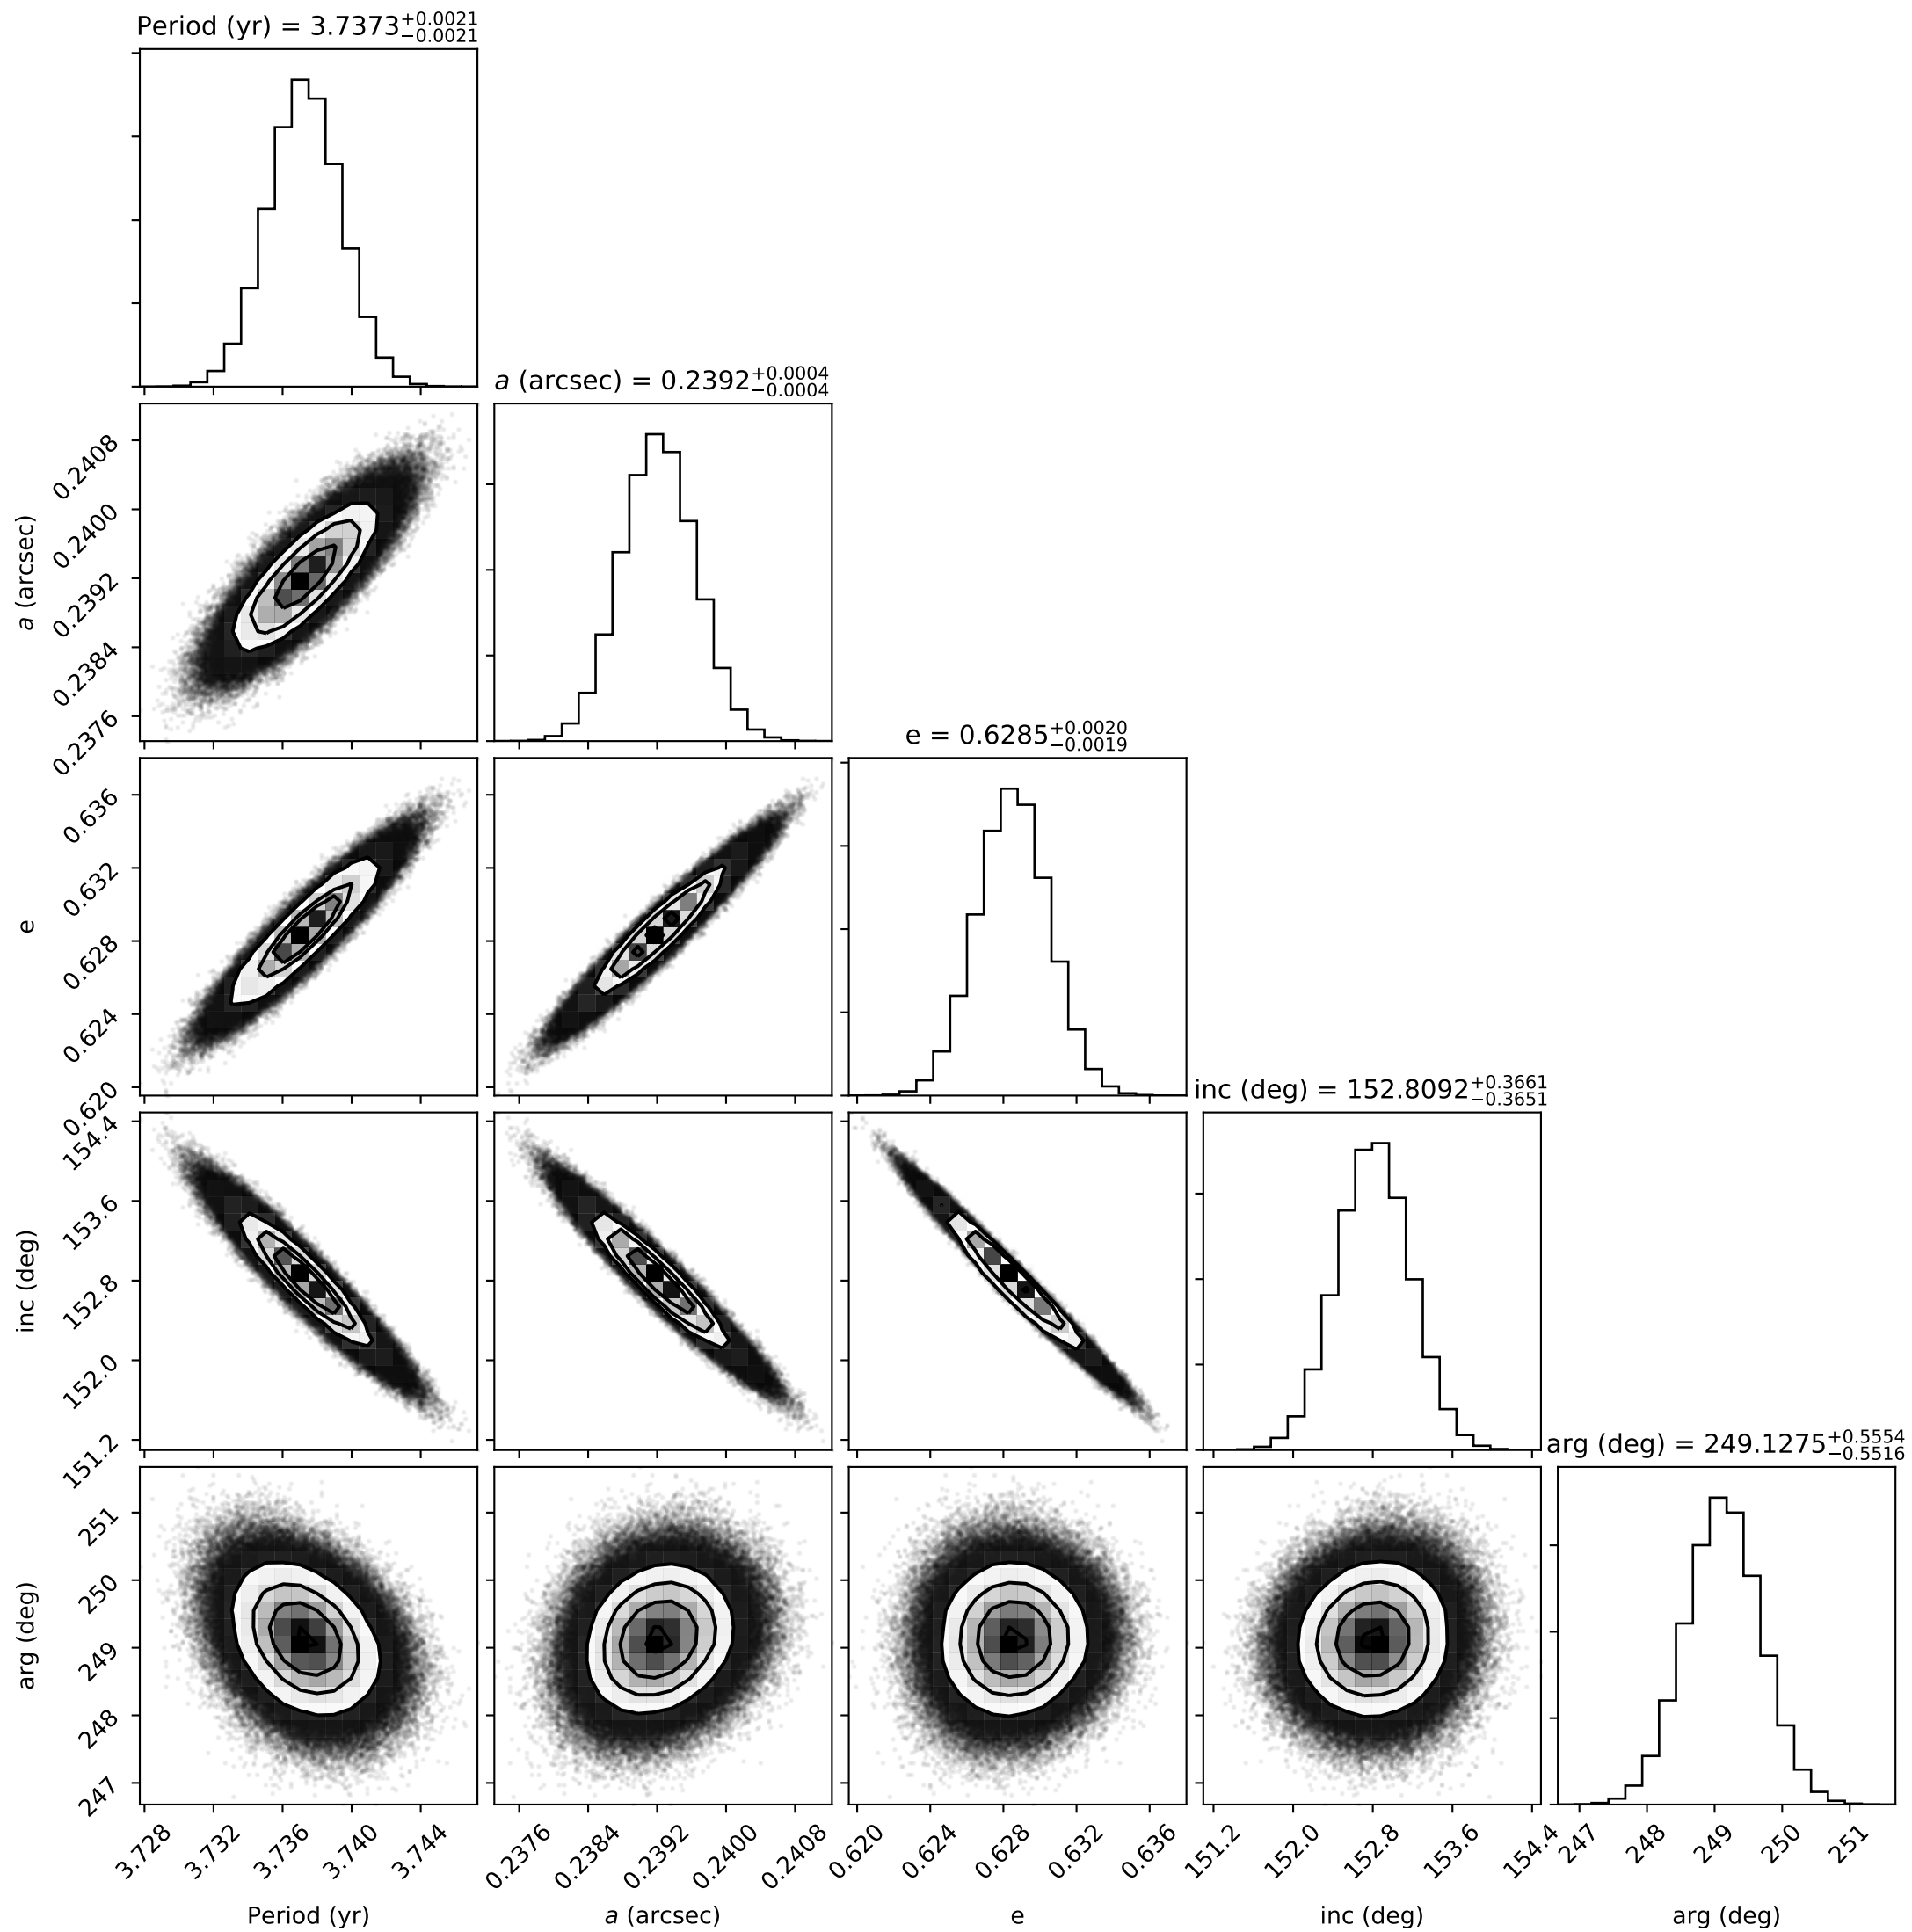 Period (yr) = 3.7373+0.0021 −0.0021
a (arcsec) = 0.2392+0.0004 −0.0004
0.2408
0.2400
0.2392
0.2384
0.2376
a (arcsec)
e = 0.6285+0.0020 −0.0019
0.636
0.632
0.628
0.624
0.620
e
inc (deg) = 152.8092+0.3661 −0.3651
154.4
153.6
152.8
152.0
151.2
inc (deg)
arg (deg) = 249.1275+0.5554 −0.5516
251
250
249
248
247
arg (deg)
3.728 3.732 3.736 3.740 3.744 0.2376 0.2384 0.2392 0.2400 0.2408 0.620 0.624 0.628 0.632 0.636 151.2 152.0 152.8 153.6 154.4 247 248 249 250 251
Period (yr) a (arcsec) e inc (deg) arg (deg)